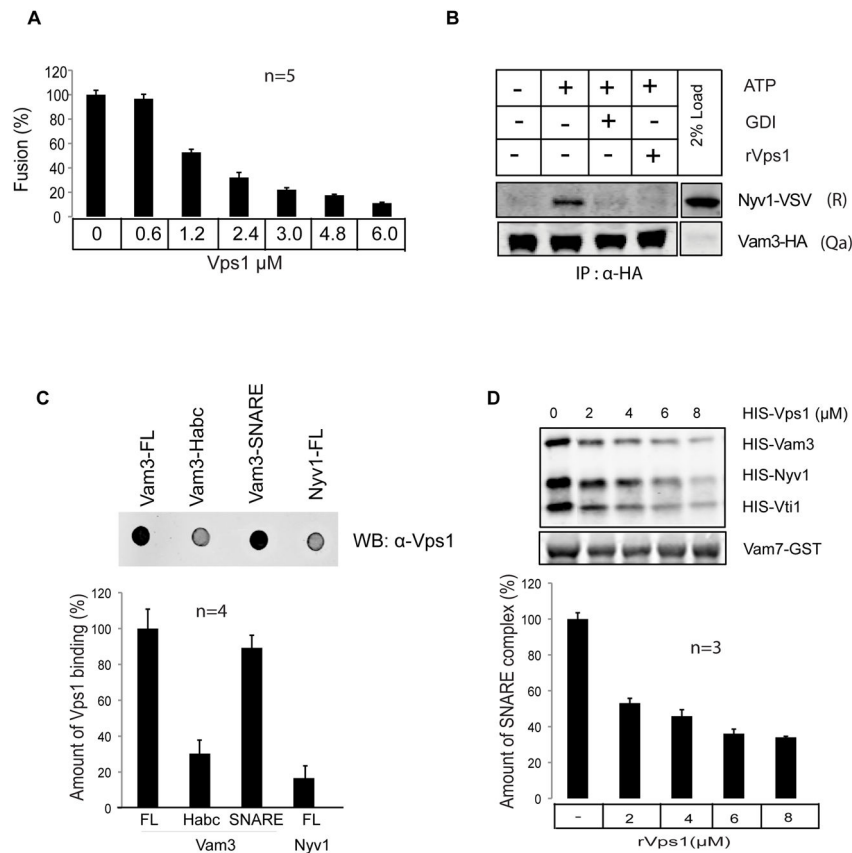 A
n=5
Fusion (%)
120
100
80
60
40
20
0
0 0.6 1.2 2.4 3.0 4.8 6.0
Vps1 µM
B
- + + + ATP
- - + - GDI
- - - + rVps1
2% Load
Nyv1-VSV (R)
Vam3-HA (Qa)
IP : α-HA
C
Vam3-FL
Vam3-Habc
Vam3-SNARE
Nyv1-FL
WB: α-Vps1
Amount of Vps1 binding (%)
n=4
120
100
80
60
40
20
0
FL Habc SNARE FL
Vam3 Nyv1
D
0 2 4 6 8 HIS-Vps1 (µM)
HIS-Vam3
HIS-Nyv1
HIS-Vti1
Vam7-GST
Amount of SNARE complex (%)
n=3
120
100
80
60
40
20
0
- 2 4 6 8
rVps1(µM)